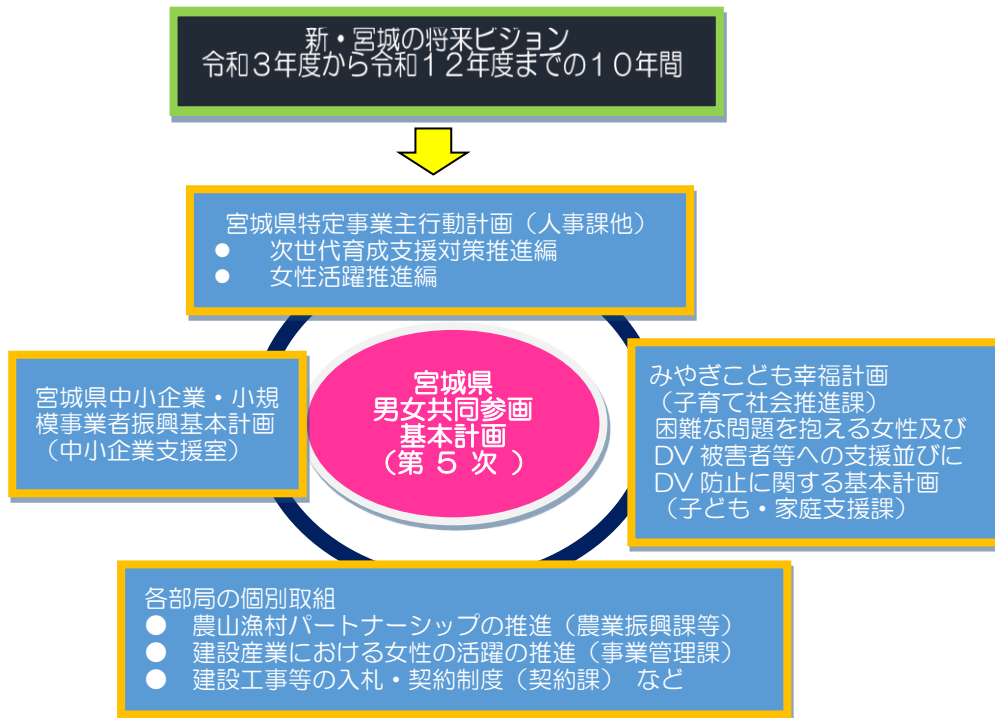 新・宮城の将来ビジョン
令和3年度から令和12年度までの10年間
宮城県特定事業主行動計画（人事課他）
● 次世代育成支援対策推進編
● 女性活躍推進編
宮城県中小企業・小規
模事業者振興基本計画
（中小企業支援室）
宮城県
男女共同参画
基本計画
（第 5 次 ）
みやぎこども幸福計画
（子育て社会推進課）
困難な問題を抱える女性及び
DV 被害者等への支援並びに
DV 防止に関する基本計画
（子ども・家庭支援課）
各部局の個別取組
● 農山漁村パートナーシップの推進（農業振興課等）
● 建設産業における女性の活躍の推進（事業管理課）
● 建設工事等の入札・契約制度（契約課） など